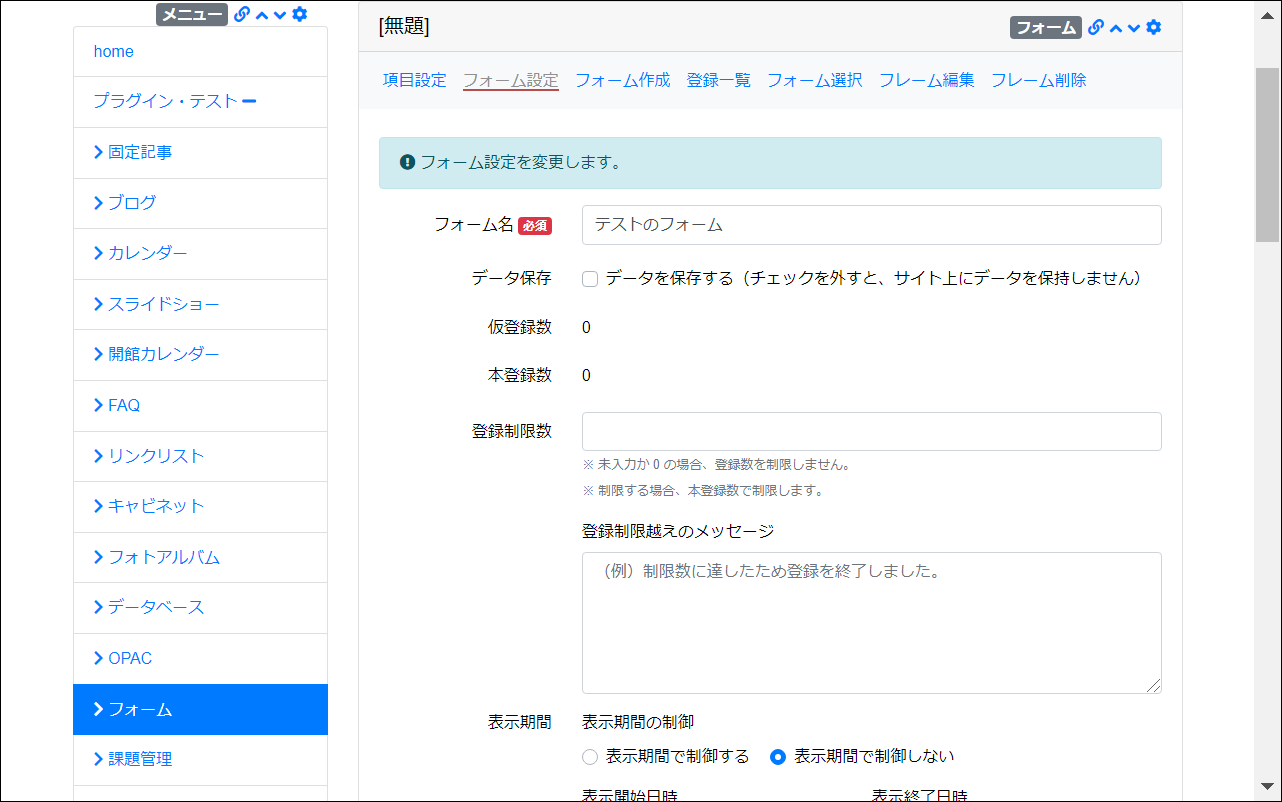 メニュー
home
プラグイン・テスト
固定記事
ブログ
カレンダー
スライドショー
開館カレンダー
FAQ
リンクリスト
キャビネット
フォトアルバム
データベース
OPAC
フォーム
課題管理
[無題]
フォーム
項目設定 フォーム設定 フォーム作成 登録一覧 フォーム選択 フレーム編集 フレーム削除
フォーム設定を変更します。
フォーム名 必須 テストのフォーム
データ保存 データを保存する（チェックを外すと、サイト上にデータを保持しません）
仮登録数 0
本登録数 0
登録制限数
※ 未入力か 0 の場合、登録数を制限しません。
※ 制限する場合、本登録数で制限します。
登録制限越えのメッセージ
（例）制限数に達したため登録を終了しました。
表示期間 表示期間の制御
表示期間で制御する 表示期間で制御しない
表示開始日時 表示終了日時